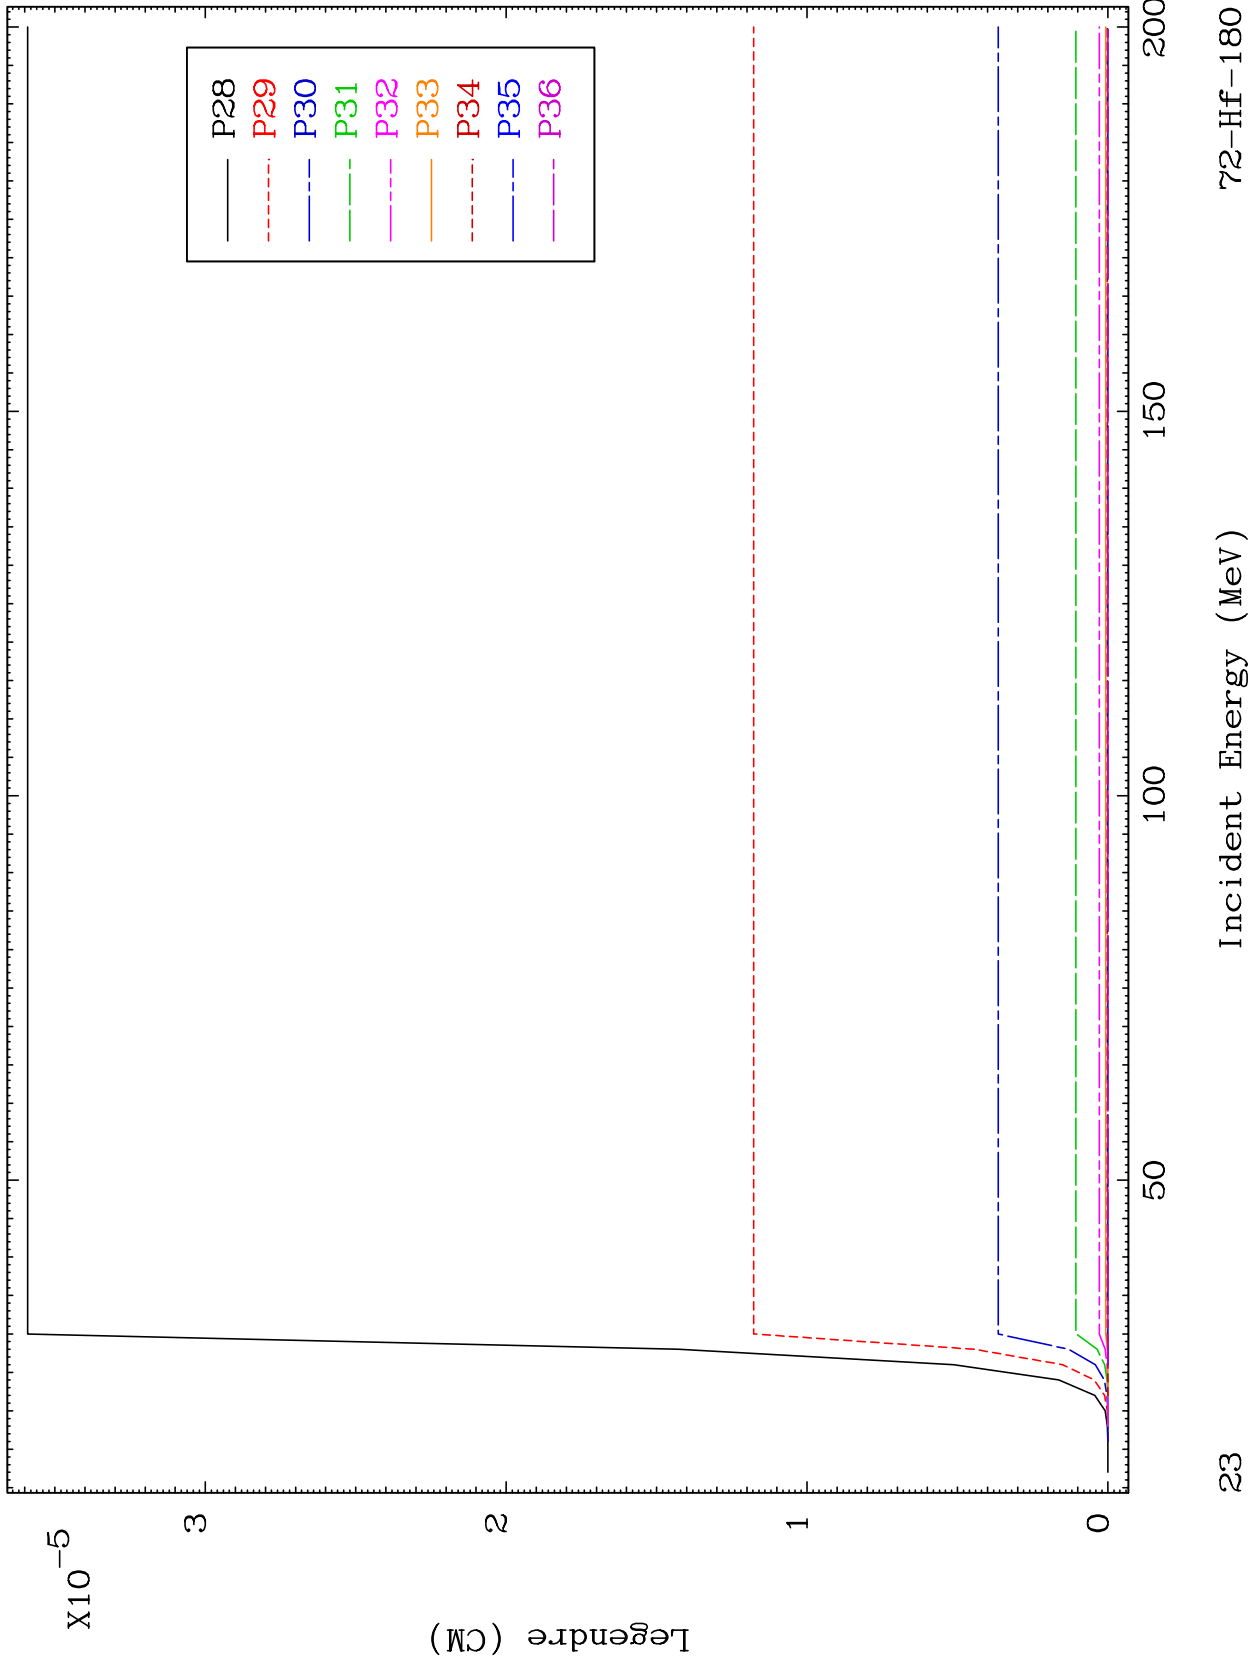 X10-5
Legendre (CM)
3
2
1
0
P28
P29
P30
P31
P32
P33
P34
P35
P36
50
100
150
200
Incident Energy (MeV)
23
72-Hf-180